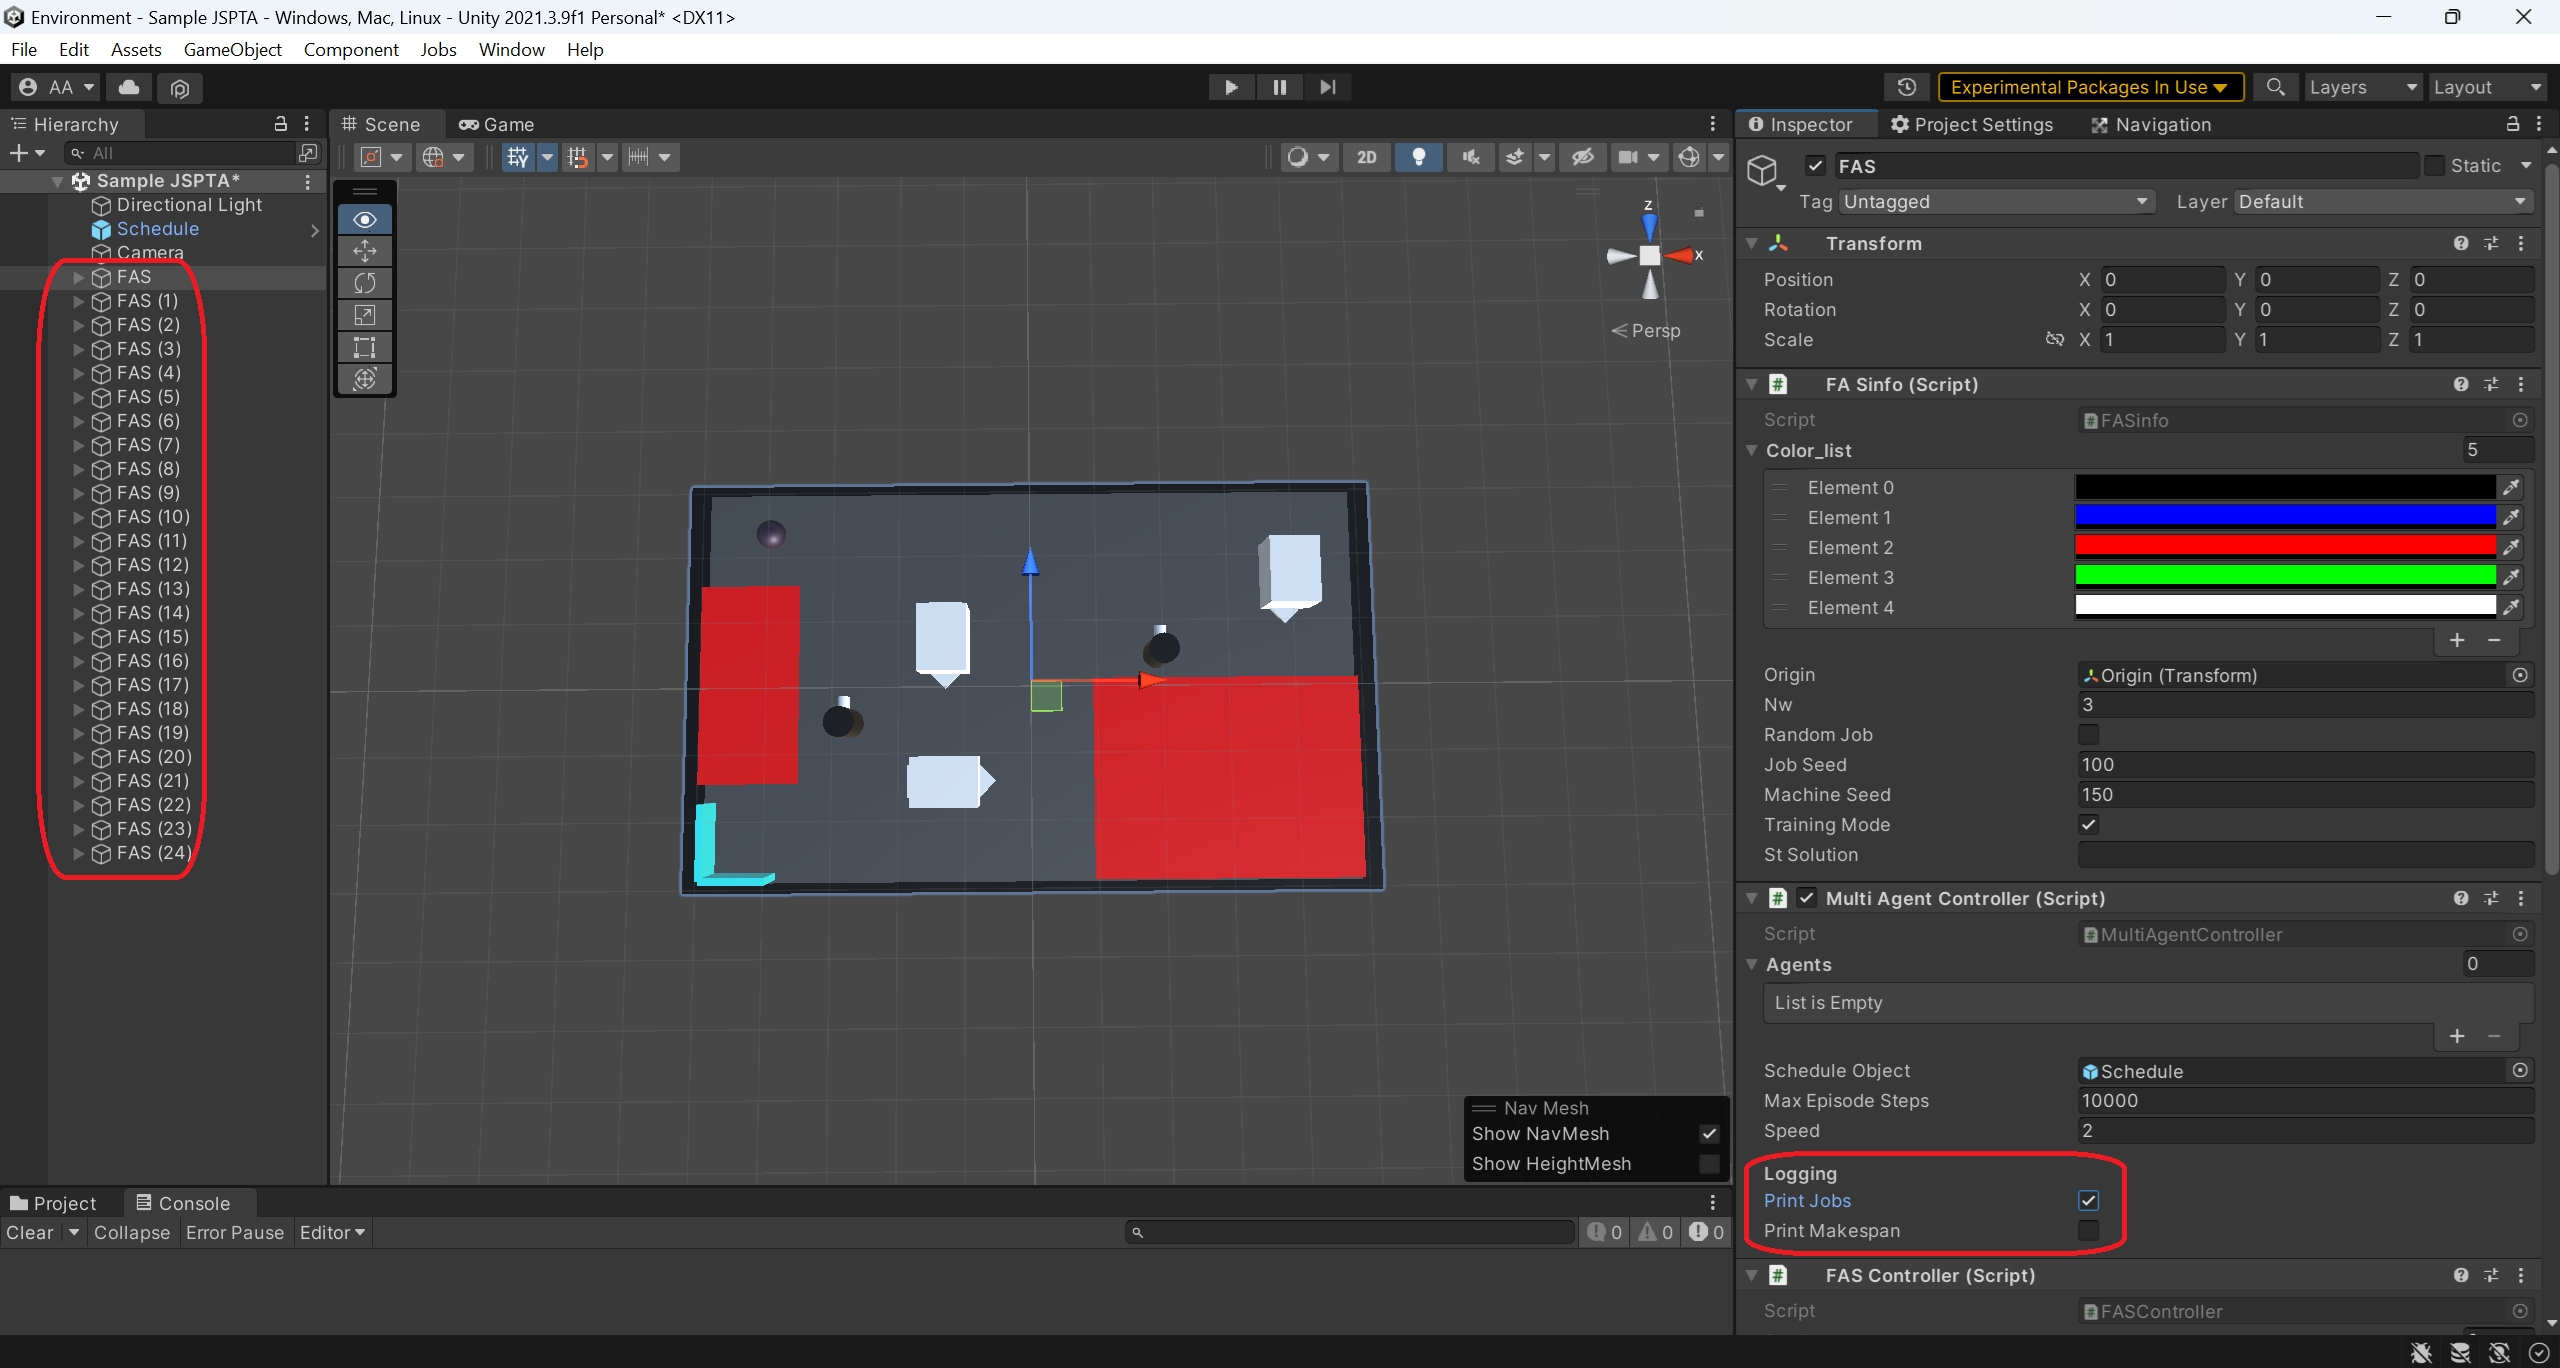 Environment - Sample JSPTA - Windows, Mac, Linux - Unity 2021.3.9f1 Personal* <DX11>
File Edit Assets GameObject Component Jobs Window Help
AA
Experimental Packages In Use
Layers
Layout
Hierarchy
All
Sample JSPTA*
Directional Light
Schedule
Camera
FAS
FAS (1)
FAS (2)
FAS (3)
FAS (4)
FAS (5)
FAS (6)
FAS (7)
FAS (8)
FAS (9)
FAS (10)
FAS (11)
FAS (12)
FAS (13)
FAS (14)
FAS (15)
FAS (16)
FAS (17)
FAS (18)
FAS (19)
FAS (20)
FAS (21)
FAS (22)
FAS (23)
FAS (24)
Scene Game
2D
z
x
Persp
Nav Mesh
Show NavMesh
Show HeightMesh
Project Console
Clear Collapse Error Pause Editor
0 0 0
Inspector Project Settings Navigation
FAS Static
Tag Untagged Layer Default
Transform
Position X 0 Y 0 Z 0
Rotation X 0 Y 0 Z 0
Scale X 1 Y 1 Z 1
FA Sinfo (Script)
Script FASinfo
Color_list 5
Element 0
Element 1
Element 2
Element 3
Element 4
Origin Origin (Transform)
Nw 3
Random Job
Job Seed 100
Machine Seed 150
Training Mode
St Solution
Multi Agent Controller (Script)
Script MultiAgentController
Agents 0
List is Empty
Schedule Object Schedule
Max Episode Steps 10000
Speed 2
Logging
Print Jobs
Print Makespan
FAS Controller (Script)
Script FASController